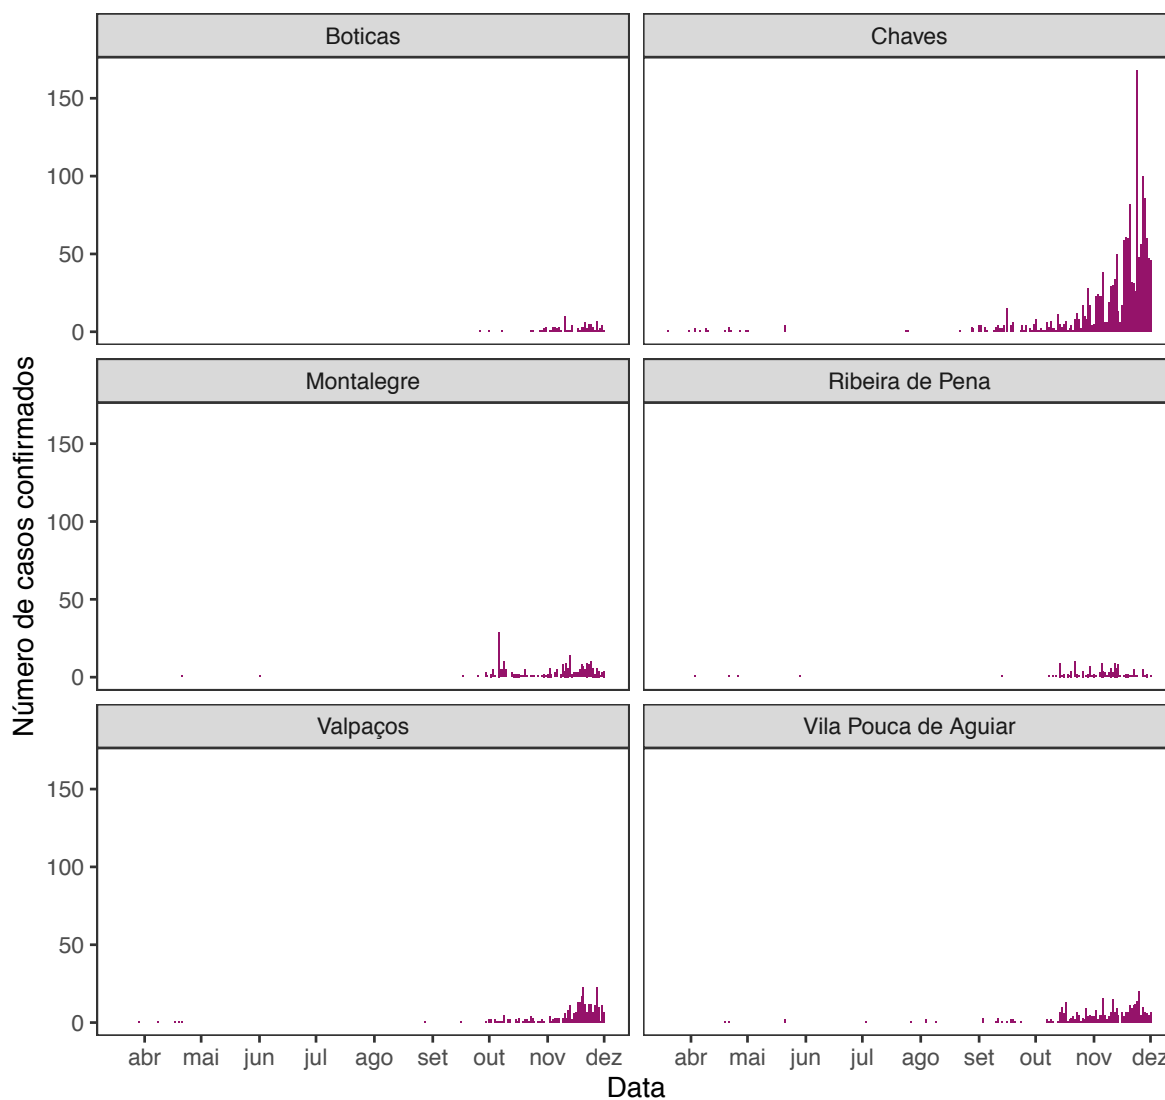 Boticas
Chaves
150
100
50
0
Montalegre
Ribeira de Pena
150
100
50
0
Número de casos confirmados
Valpaços
Vila Pouca de Aguiar
150
100
50
0
abr mai jun jul ago set out nov dez
abr mai jun jul ago set out nov dez
Data